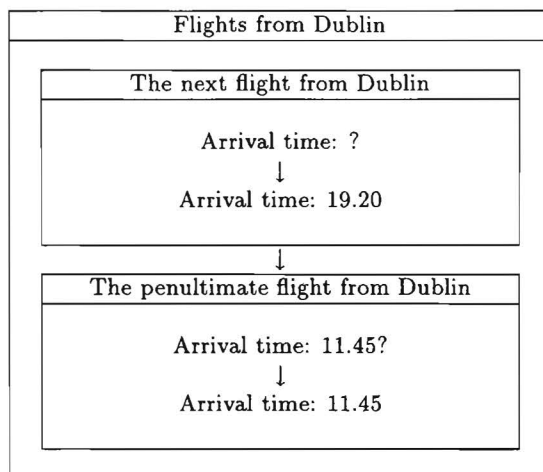 Flights from Dublin
The next flight from Dublin
Arrival time: ?
↓
Arrival time: 19.20
↓
The penultimate flight from Dublin
Arrival time: 11.45?
↓
Arrival time: 11.45